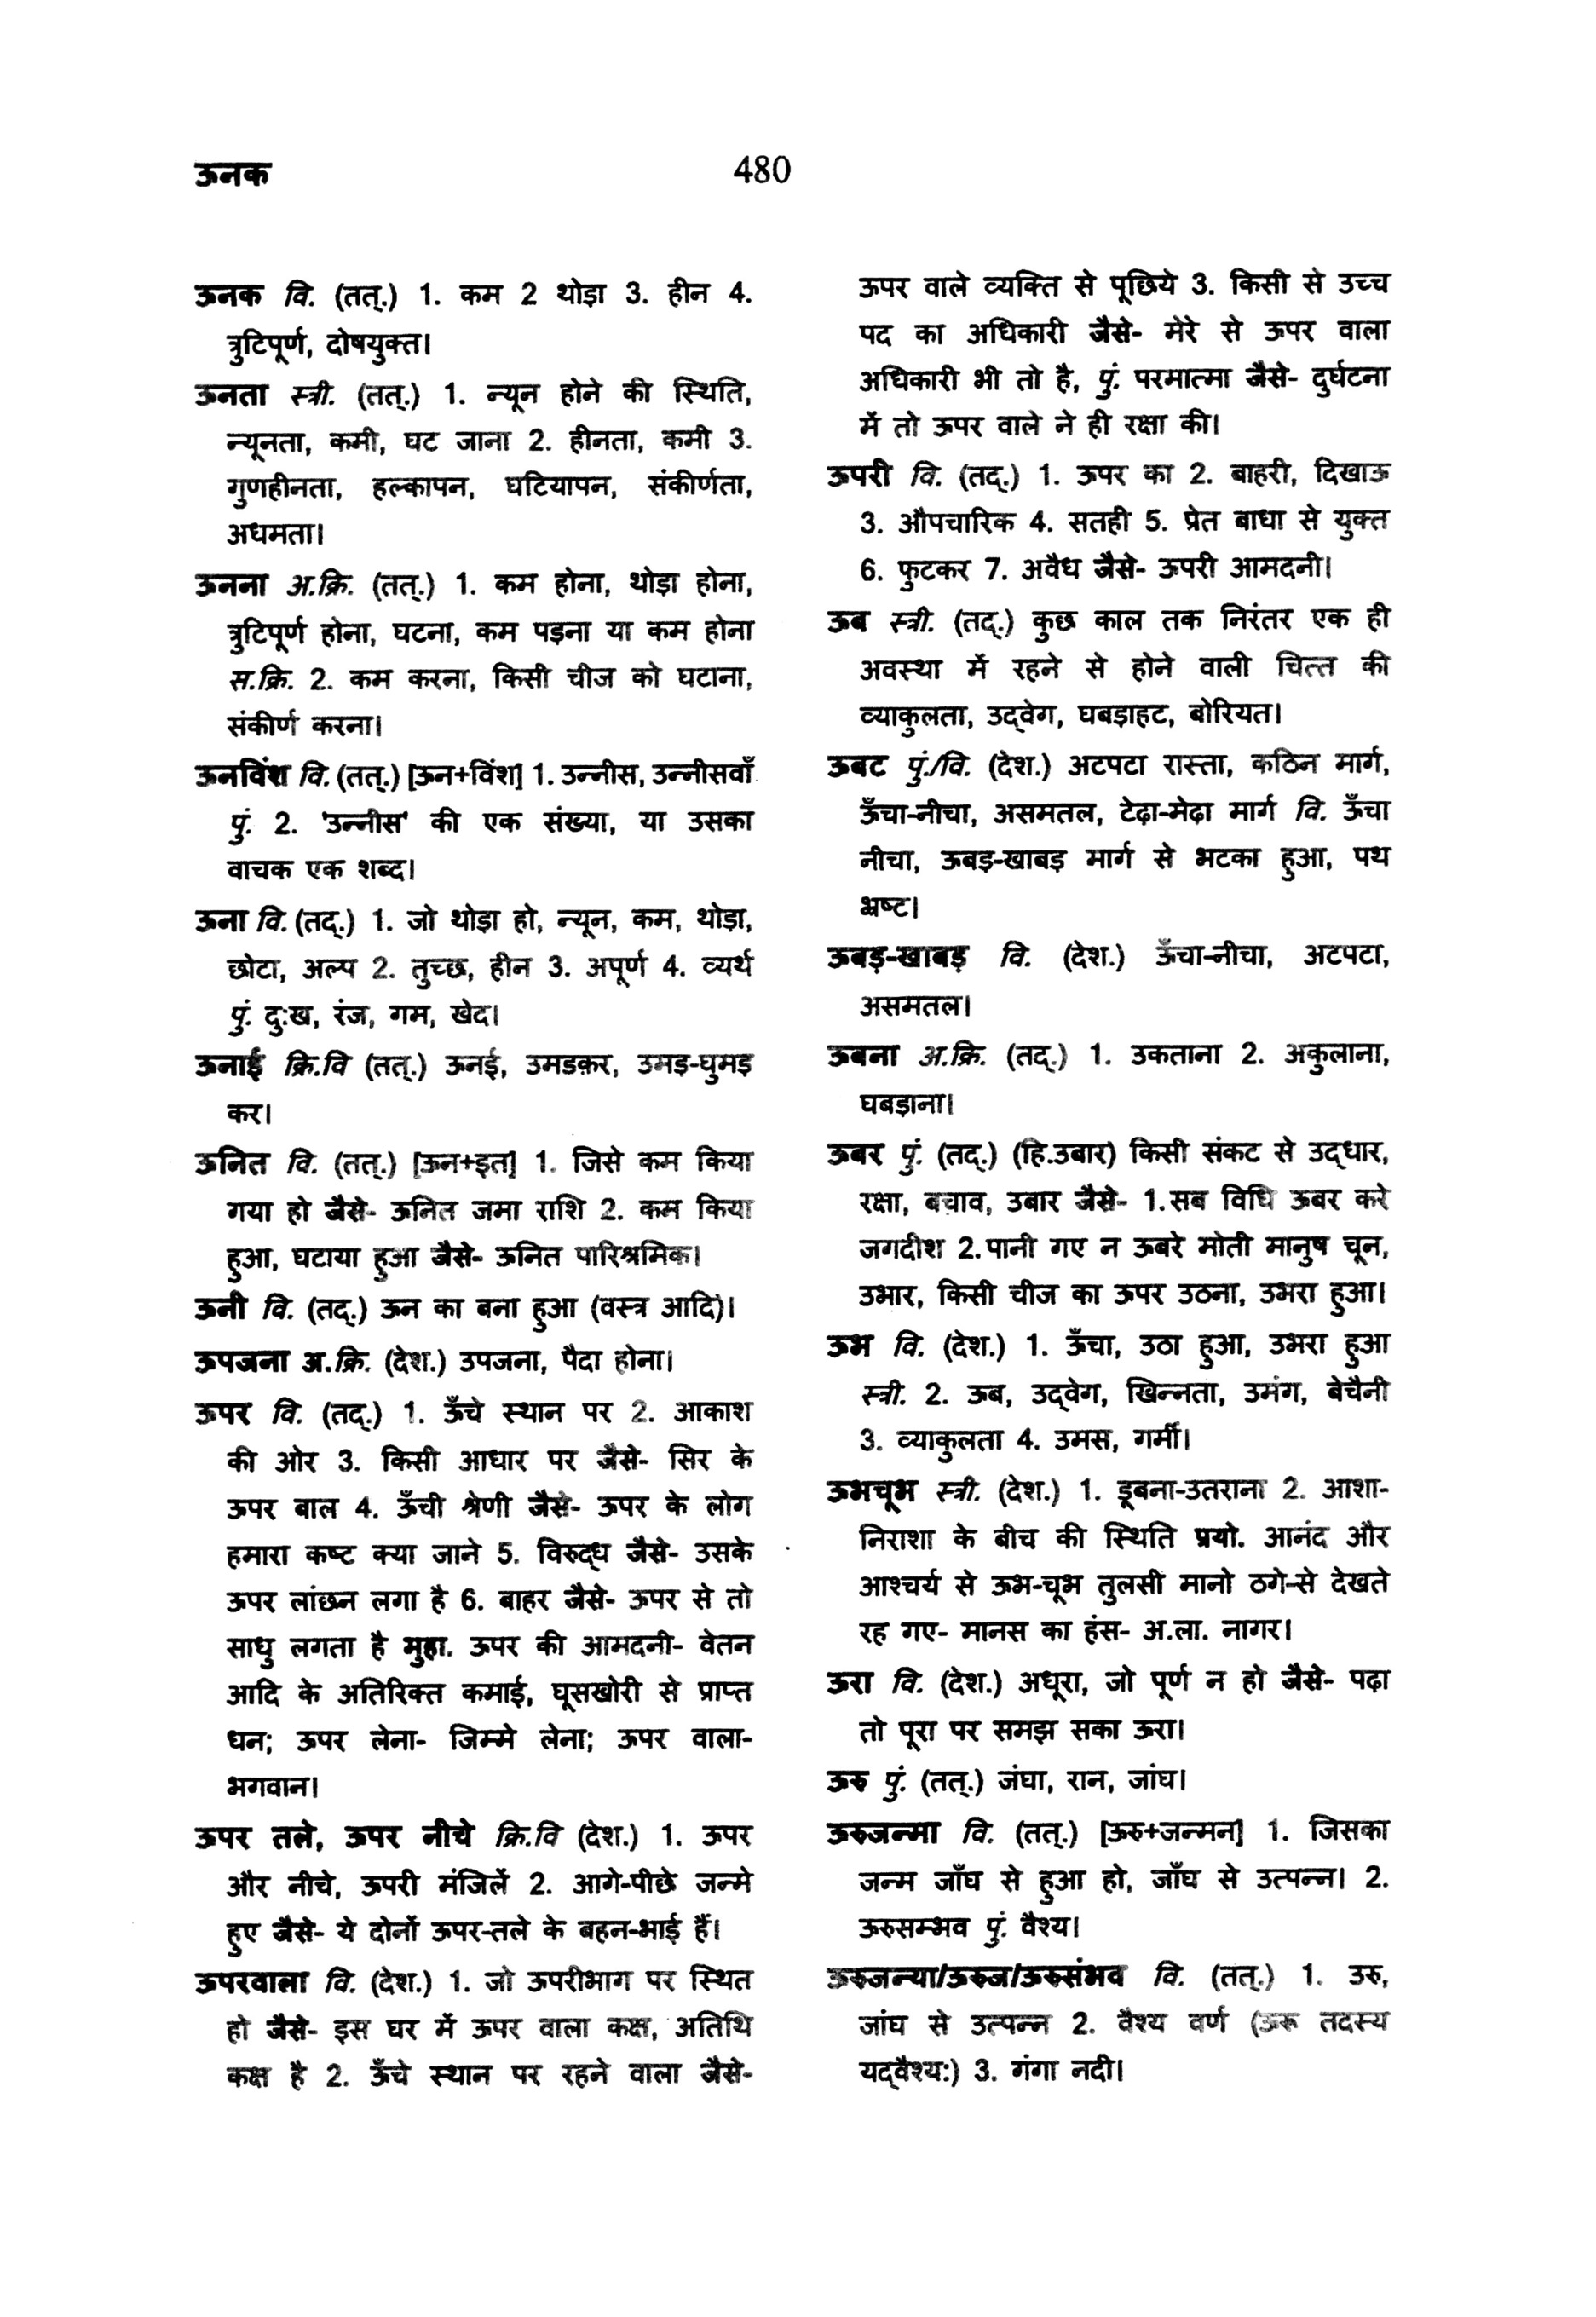 ऊनक
480
ऊनक वि. (तत्.) 1. कम 2 थोड़ा 3. हीन 4.
त्रुटिपूर्ण, दोषयुक्त।
ऊनता स्त्री. (तत्.) 1. न्यून होने की स्थिति,
न्यूनता, कमी, घट जाना 2. हीनता, कमी 3.
गुणहीनता, हल्कापन, घटियापन, संकीर्णता,
अधमता।
ऊनना अ.क्रि. (तत्.) 1. कम होना, थोड़ा होना,
त्रुटिपूर्ण होना, घटना, कम पड़ना या कम होना
स.क्रि. 2. कम करना, किसी चीज को घटाना,
संकीर्ण करना।
ऊनविंश वि. (तत्.) [ऊन+विंश] 1. उन्नीस, उन्नीसवाँ
पुं. 2. 'उन्नीस' की एक संख्या, या उसका
वाचक एक शब्द।
ऊना वि. (तद्.) 1. जो थोड़ा हो, न्यून, कम, थोड़ा,
छोटा, अल्प 2. तुच्छ, हीन 3. अपूर्ण 4. व्यर्थ
पुं. दुःख, रंज, गम, खेद।
ऊनाई क्रि.वि (तत्.) ऊनई, उमडकर, उमड़-घुमड़
कर।
ऊनित वि. (तत्.) [ऊन+इत] 1. जिसे कम किया
गया हो जैसे- ऊनित जमा राशि 2. कम किया
हुआ, घटाया हुआ जैसे- ऊनित पारिश्रमिक।
ऊनी वि. (तद्.) ऊन का बना हुआ (वस्त्र आदि)।
ऊपजना अ.क्रि. (देश.) उपजना, पैदा होना।
ऊपर वि. (तद्.) 1. ऊँचे स्थान पर 2. आकाश
की ओर 3. किसी आधार पर जैसे- सिर के
ऊपर बाल 4. ऊँची श्रेणी जैसे- ऊपर के लोग
हमारा कष्ट क्या जाने 5. विरुद्ध जैसे- उसके
ऊपर लांछन लगा है 6. बाहर जैसे- ऊपर से तो
साधु लगता है मुहा. ऊपर की आमदनी- वेतन
आदि के अतिरिक्त कमाई, घूसखोरी से प्राप्त
धन; ऊपर लेना- जिम्मे लेना; ऊपर वाला-
भगवान।
ऊपर तले, ऊपर नीचे क्रि.वि (देश.) 1. ऊपर
और नीचे, ऊपरी मंजिलें 2. आगे-पीछे जन्मे
हुए जैसे- ये दोनों ऊपर-तले के बहन-भाई हैं।
ऊपरवाला वि. (देश.) 1. जो ऊपरीभाग पर स्थित
हो जैसे- इस घर में ऊपर वाला कक्ष, अतिथि
कक्ष है 2. ऊँचे स्थान पर रहने वाला जैसे-
ऊपर वाले व्यक्ति से पूछिये 3. किसी से उच्च
पद का अधिकारी जैसे- मेरे से ऊपर वाला
अधिकारी भी तो है, पुं. परमात्मा जैसे- दुर्घटना
में तो ऊपर वाले ने ही रक्षा की।
ऊपरी वि. (तद्.) 1. ऊपर का 2. बाहरी, दिखाऊ
3. औपचारिक 4. सतही 5. प्रेत बाधा से युक्त
6. फुटकर 7. अवैध जैसे- ऊपरी आमदनी।
ऊब स्त्री. (तद्.) कुछ काल तक निरंतर एक ही
अवस्था में रहने से होने वाली चित्त की
व्याकुलता, उद्वेग, घबड़ाहट, बोरियत।
ऊबट पुं./वि. (देश.) अटपटा रास्ता, कठिन मार्ग,
ऊँचा-नीचा, असमतल, टेढ़ा-मेढ़ा मार्ग वि. ऊँचा
नीचा, ऊबड़-खाबड़ मार्ग से भटका हुआ, पथ
भ्रष्ट।
ऊबड़-खाबड़ वि. (देश.) ऊँचा-नीचा, अटपटा,
असमतल।
ऊबना अ.क्रि. (तद्.) 1. उकताना 2. अकुलाना,
घबड़ाना।
ऊबर पुं. (तद्.) (हि.उबार) किसी संकट से उद्धार,
रक्षा, बचाव, उबार जैसे- 1.सब विधि ऊबर करे
जगदीश 2.पानी गए न ऊबरे मोती मानुष चून,
उभार, किसी चीज का ऊपर उठना, उभरा हुआ।
ऊभ वि. (देश.) 1. ऊँचा, उठा हुआ, उभरा हुआ
स्त्री. 2. ऊब, उद्वेग, खिन्नता, उमंग, बेचैनी
3. व्याकुलता 4. उमस, गर्मी।
ऊभचूभ स्त्री. (देश.) 1. डूबना-उतराना 2. आशा-
निराशा के बीच की स्थिति प्रयो. आनंद और
आश्चर्य से ऊभ-चूभ तुलसी मानो ठगे-से देखते
रह गए- मानस का हंस- अ.ला. नागर।
ऊरा वि. (देश.) अधूरा, जो पूर्ण न हो जैसे- पढ़ा
तो पूरा पर समझ सका ऊरा।
ऊरु पुं. (तत्.) जंघा, रान, जांघ।
ऊरुजन्मा वि. (तत्.) [ऊरु+जन्मन] 1. जिसका
जन्म जाँघ से हुआ हो, जाँघ से उत्पन्न। 2.
ऊरुसम्भव पुं. वैश्य।
ऊरुजन्या/ऊरुज/ऊरुसंभव वि. (तत्.) 1. उरु,
जांघ से उत्पन्न 2. वैश्य वर्ण (ऊरू तदस्य
यद्वैश्यः) 3. गंगा नदी।